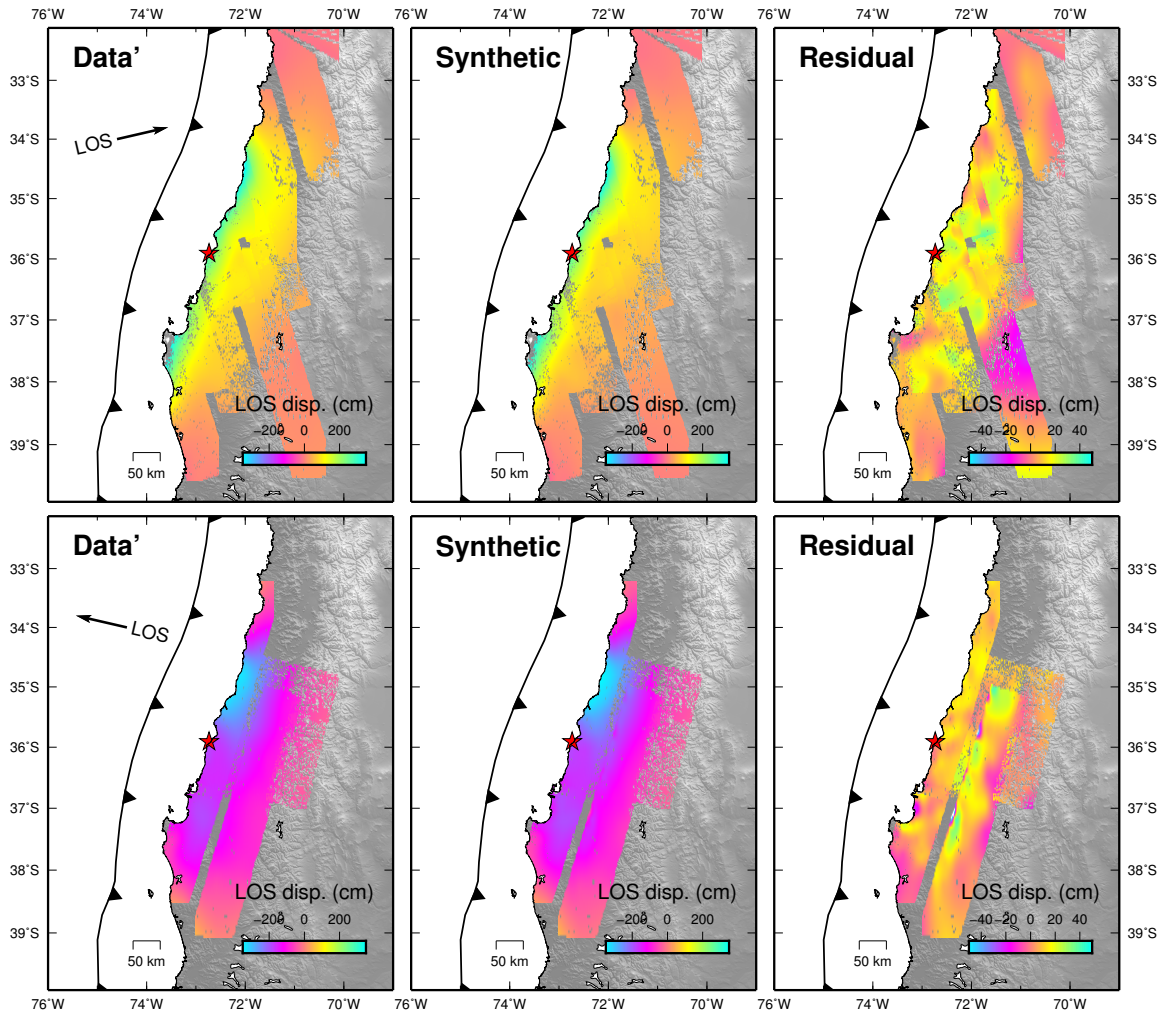 76˚W 74˚W 72˚W 70˚W 76˚W 74˚W 72˚W 70˚W 76˚W 74˚W 72˚W 70˚W
Data’ Synthetic Residual
33˚S 33˚S
34˚S 34˚S
LOS
35˚S 35˚S
36˚S 36˚S
37˚S 37˚S
38˚S 38˚S
LOS disp. (cm) LOS disp. (cm) LOS disp. (cm)
−200 0 200 −200 0 200 −40 −20 0 20 40
39˚S 39˚S
50 km 50 km 50 km
Data’ Synthetic Residual
33˚S 33˚S
34˚S 34˚S
LOS
35˚S 35˚S
36˚S 36˚S
37˚S 37˚S
38˚S 38˚S
LOS disp. (cm) LOS disp. (cm) LOS disp. (cm)
−200 0 200 −200 0 200 −40 −20 0 20 40
39˚S 39˚S
50 km 50 km 50 km
76˚W 74˚W 72˚W 70˚W 76˚W 74˚W 72˚W 70˚W 76˚W 74˚W 72˚W 70˚W